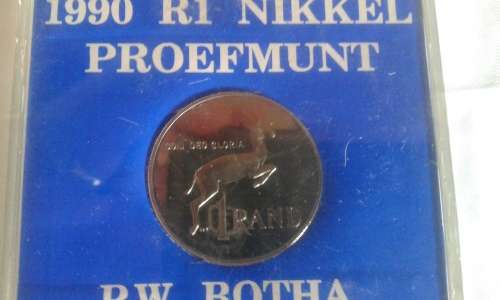 1990 R1 NIKKEL
PROEFMUNT
SOLI DEO GLORIA
1 RAND
P.W. BOTHA